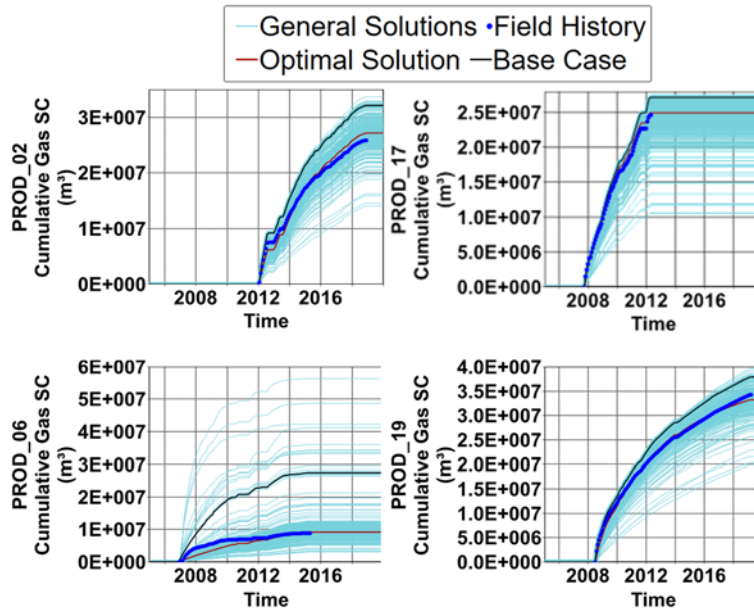 General Solutions
Field History
Optimal Solution
Base Case
PROD_02
Cumulative Gas SC
(m³)
3E+007
2E+007
1E+007
0E+000
2008 2012 2016
Time
PROD_17
Cumulative Gas SC
(m³)
2.5E+007
2.0E+007
1.5E+007
1.0E+007
5.0E+006
0.0E+000
2008 2012 2016
Time
PROD_06
Cumulative Gas SC
(m³)
6E+007
5E+007
4E+007
3E+007
2E+007
1E+007
0E+000
2008 2012 2016
Time
PROD_19
Cumulative Gas SC
(m³)
4.0E+007
3.5E+007
3.0E+007
2.5E+007
2.0E+007
1.5E+007
1.0E+007
5.0E+006
0.0E+000
2008 2012 2016
Time